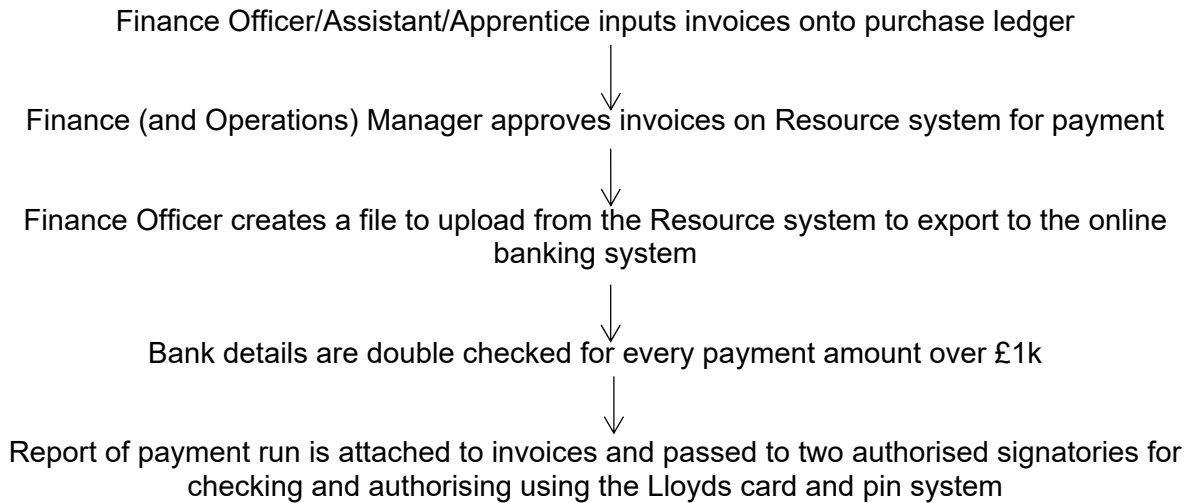 Finance Officer/Assistant/Apprentice inputs invoices onto purchase ledger
Finance (and Operations) Manager approves invoices on Resource system for payment
Finance Officer creates a file to upload from the Resource system to export to the online
banking system
Bank details are double checked for every payment amount over £1k
Report of payment run is attached to invoices and passed to two authorised signatories for
checking and authorising using the Lloyds card and pin system